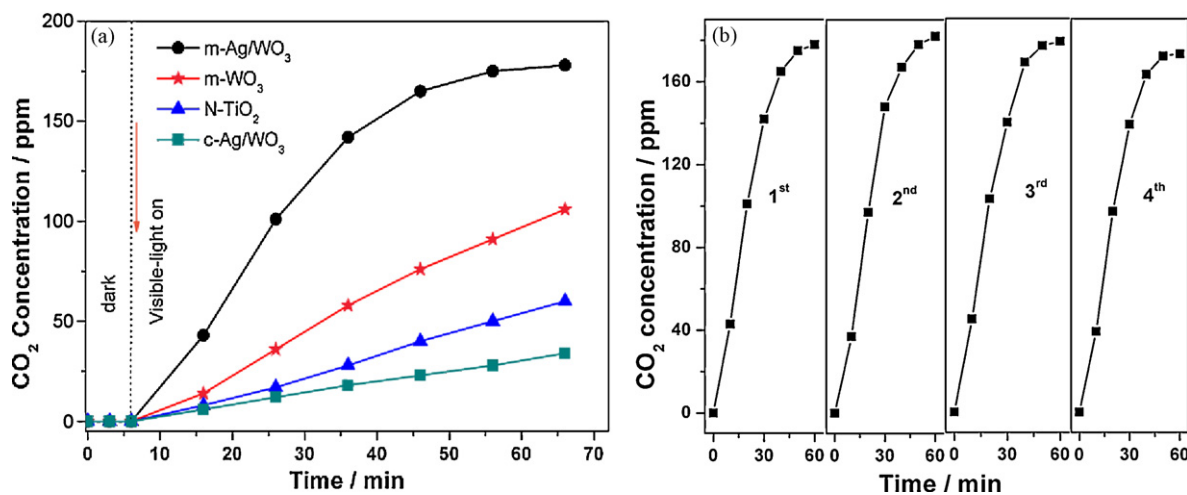 (a)
m-Ag/WO₃
m-WO₃
N-TiO₂
c-Ag/WO₃
dark
Visible-light on
CO₂ Concentration / ppm
200
150
100
50
0
0 10 20 30 40 50 60 70
Time / min
(b)
CO₂ concentration / ppm
160
120
80
40
0
1ˢᵗ
2ⁿᵈ
3ʳᵈ
4ᵗʰ
0 30 60 0 30 60 0 30 60 0 30 60
Time / min